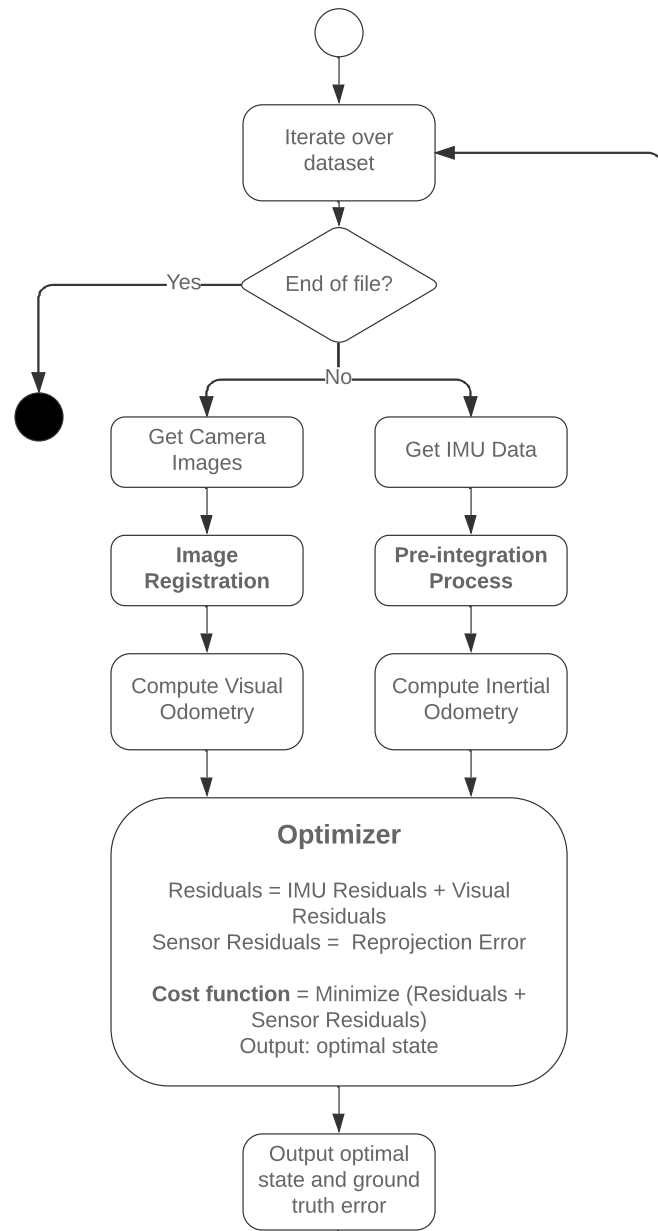 Iterate over
dataset
End of file?
Yes
No
Get Camera
Images
Get IMU Data
Image
Registration
Pre-integration
Process
Compute Visual
Odometry
Compute Inertial
Odometry
Optimizer
Residuals = IMU Residuals + Visual
Residuals
Sensor Residuals =  Reprojection Error
Cost function = Minimize (Residuals +
Sensor Residuals)
Output: optimal state
Output optimal
state and ground
truth error